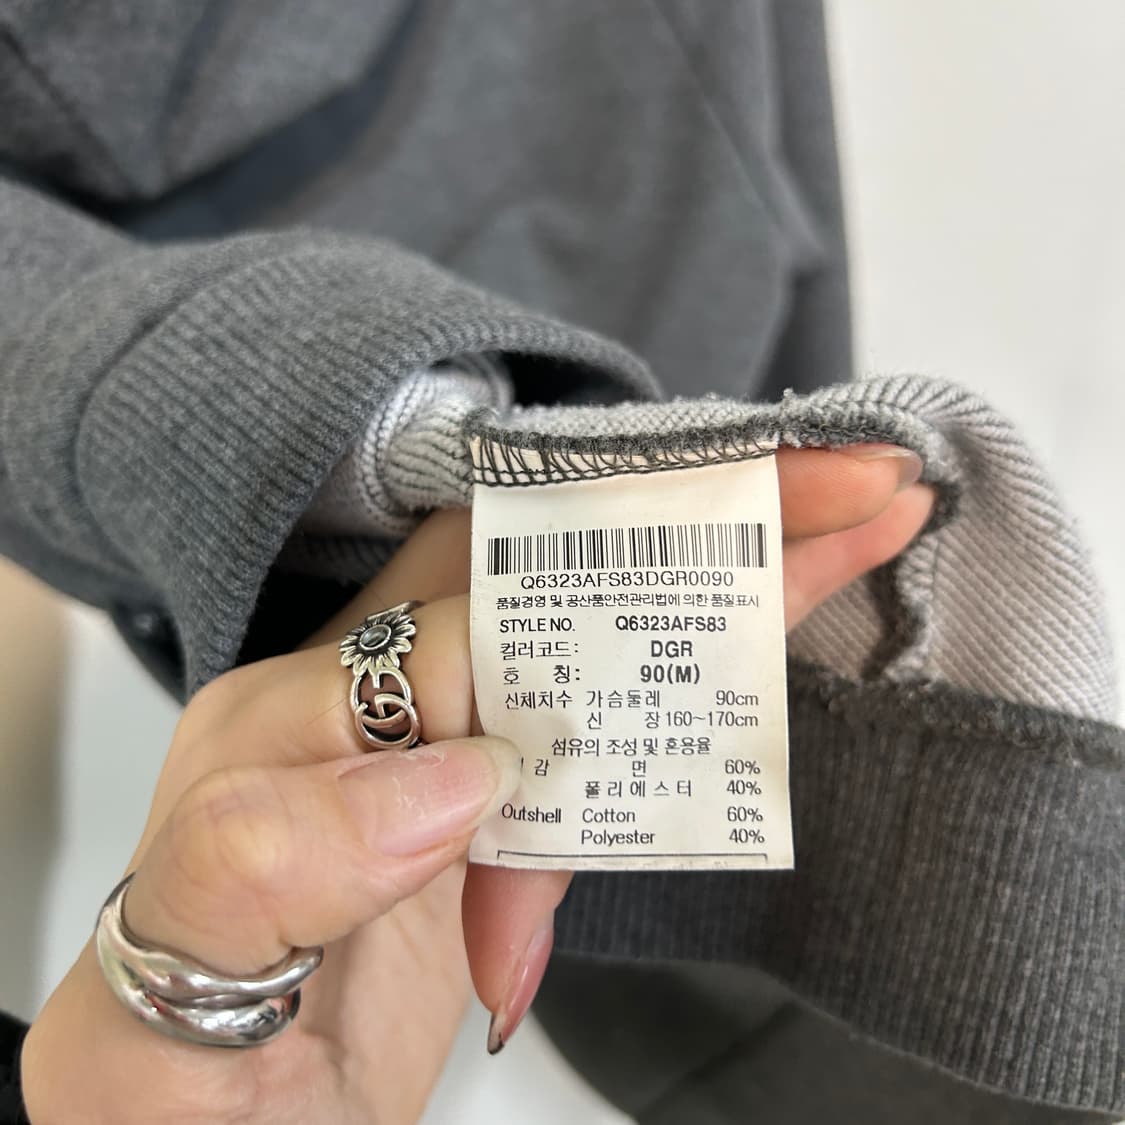 Q6323AFS83DGR0090
품질경영 및 공산품안전관리법에 의한 품질표시
STYLE NO. Q6323AFS83
컬러코드: DGR
호 칭: 90(M)
신체치수 가슴둘레 90cm
신 장 160~170cm
섬유의 조성 및 혼용율
감 면 60%
폴리에스터 40%
Outshell Cotton 60%
Polyester 40%